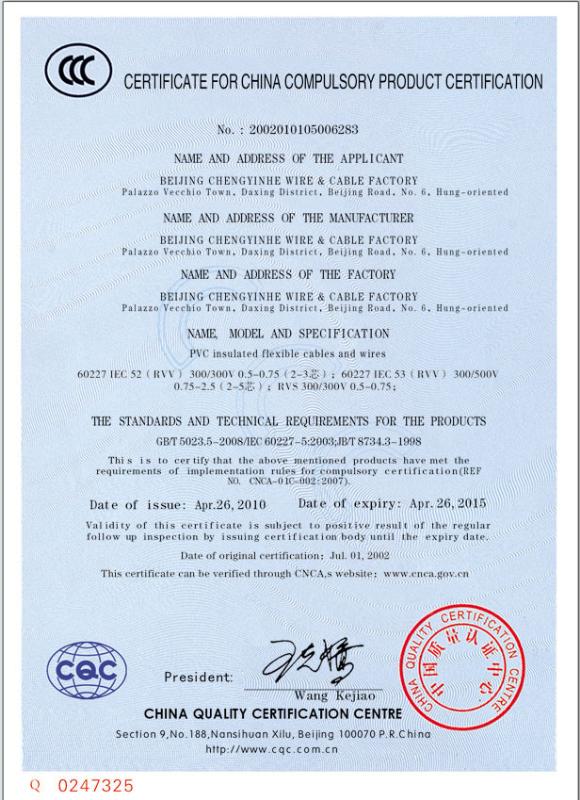 CCC
CERTIFICATE FOR CHINA COMPULSORY PRODUCT CERTIFICATION
No. : 2002010105006283
NAME AND ADDRESS OF THE APPLICANT
BEIJING CHENGYINHE WIRE & CABLE FACTORY
Palazzo Vecchio Town, Daxing District, Beijing Road, No. 6, Hung-oriented
NAME AND ADDRESS OF THE MANUFACTURER
BEIJING CHENGYINHE WIRE & CABLE FACTORY
Palazzo Vecchio Town, Daxing District, Beijing Road, No. 6, Hung-oriented
NAME AND ADDRESS OF THE FACTORY
BEIJING CHENGYINHE WIRE & CABLE FACTORY
Palazzo Vecchio Town, Daxing District, Beijing Road, No. 6, Hung-oriented
NAME, MODEL AND SPECIFICATION
PVC insulated flexible cables and wires
60227 IEC 52（RVV）300/300V 0.5-0.75（2-3芯）; 60227 IEC 53（RVV）300/500V
0.75-2.5（2-5芯）; RVS 300/300V 0.5-0.75;
THE STANDARDS AND TECHNICAL REQUIREMENTS FOR THE PRODUCTS
GB/T 5023.5-2008/IEC 60227-5:2003;JB/T 8734.3-1998
This is to certify that the above mentioned products have met the
requirements of implementation rules for compulsory certification(REF
NO. CNCA-01C-002:2007).
Date of issue: Apr.26,2010 Date of expiry: Apr.26,2015
Validity of this certificate is subject to positive result of the regular
follow up inspection by issuing certification body until the expiry date.
Date of original certification: Jul. 01, 2002
This certificate can be verified through CNCA,s website: www.cnca.gov.cn
CQC
President:
Wang Kejiao
CHINA QUALITY CERTIFICATION CENTRE
中国质量认证中心
CHINA QUALITY CERTIFICATION CENTRE
Section 9,No.188,Nansihuan Xilu, Beijing 100070 P.R.China
http://www.cqc.com.cn
Q 0247325